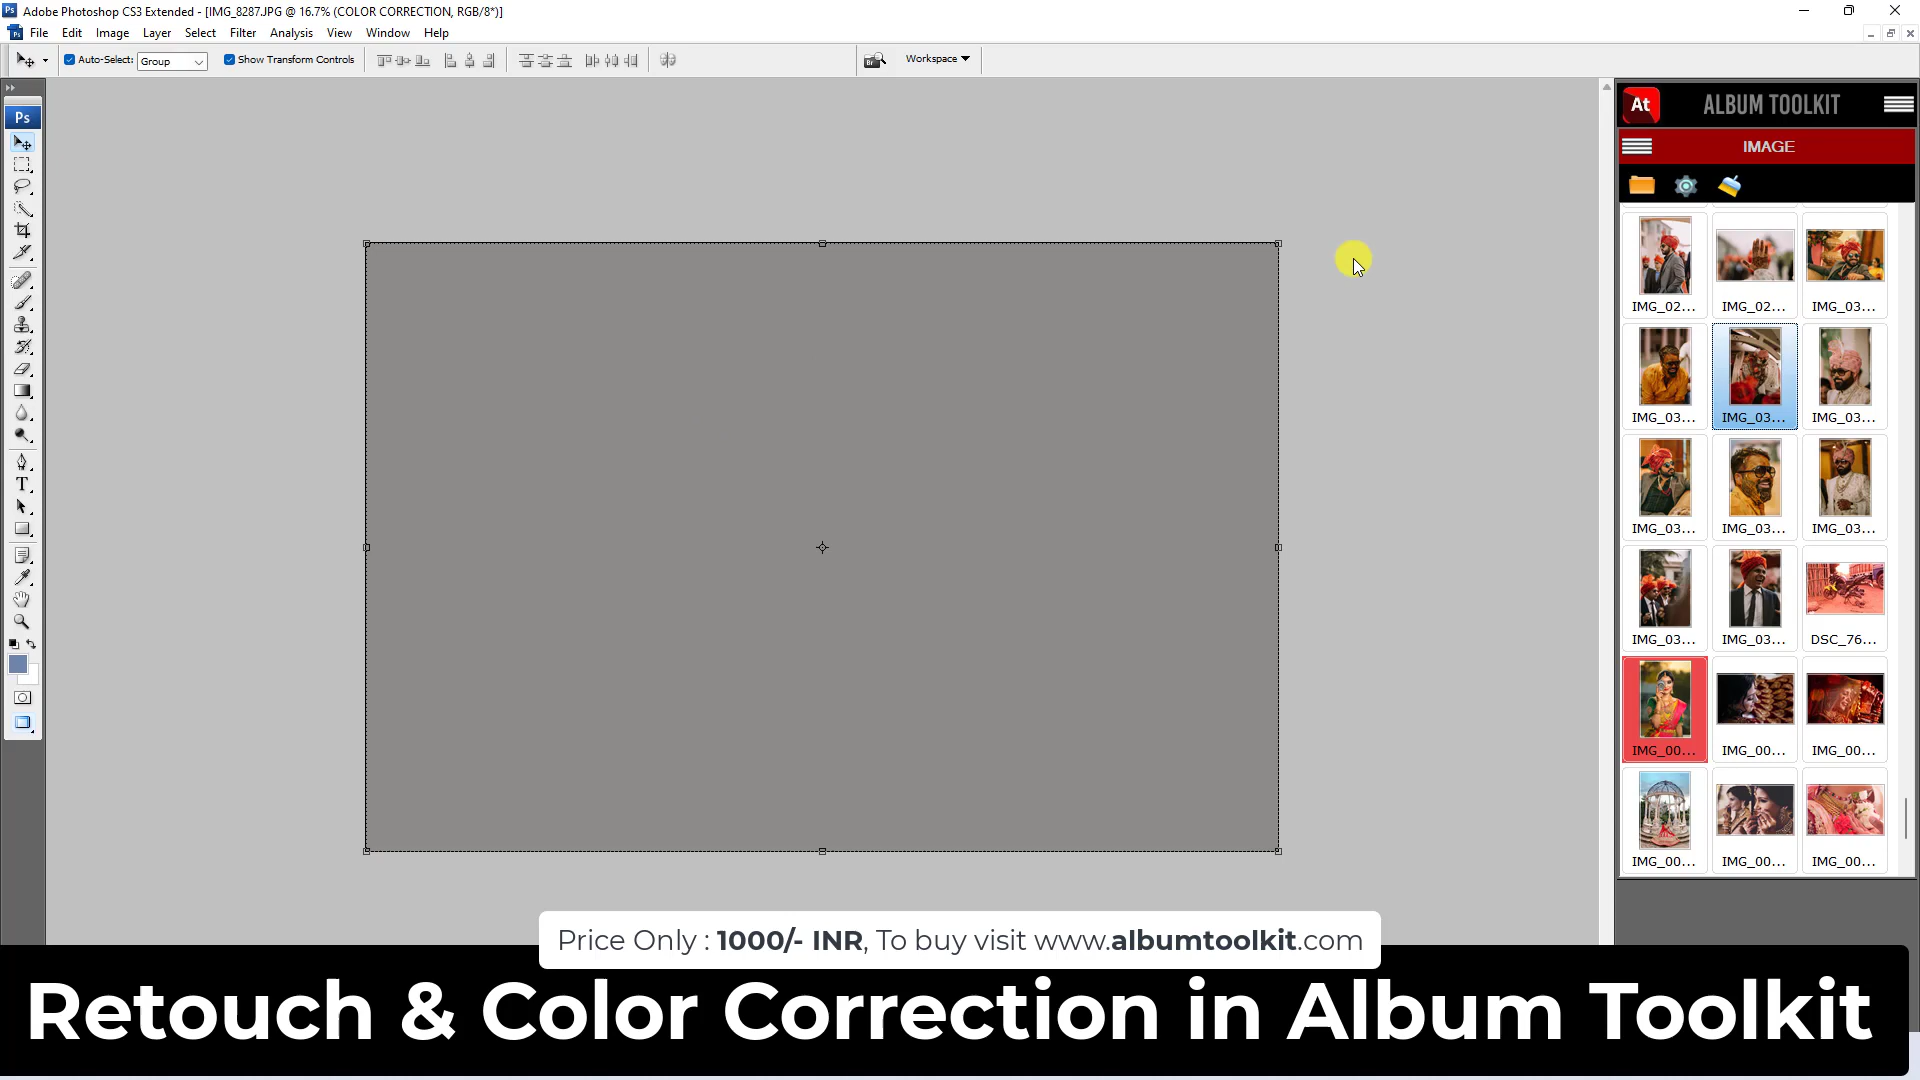 Ps Adobe Photoshop CS3 Extended - [IMG_8287.JPG @ 16.7% (COLOR CORRECTION, RGB/8*)]
File Edit Image Layer Select Filter Analysis View Window Help
Auto-Select: Group Show Transform Controls Workspace
Ps
At ALBUM TOOLKIT
IMAGE
IMG_02... IMG_02... IMG_03...
IMG_03... IMG_03... IMG_03...
IMG_03... IMG_03... IMG_03...
IMG_03... IMG_03... DSC_76...
IMG_00... IMG_00... IMG_00...
IMG_00... IMG_00... IMG_00...
Price Only : 1000/- INR, To buy visit www.albumtoolkit.com
Retouch & Color Correction in Album Toolkit